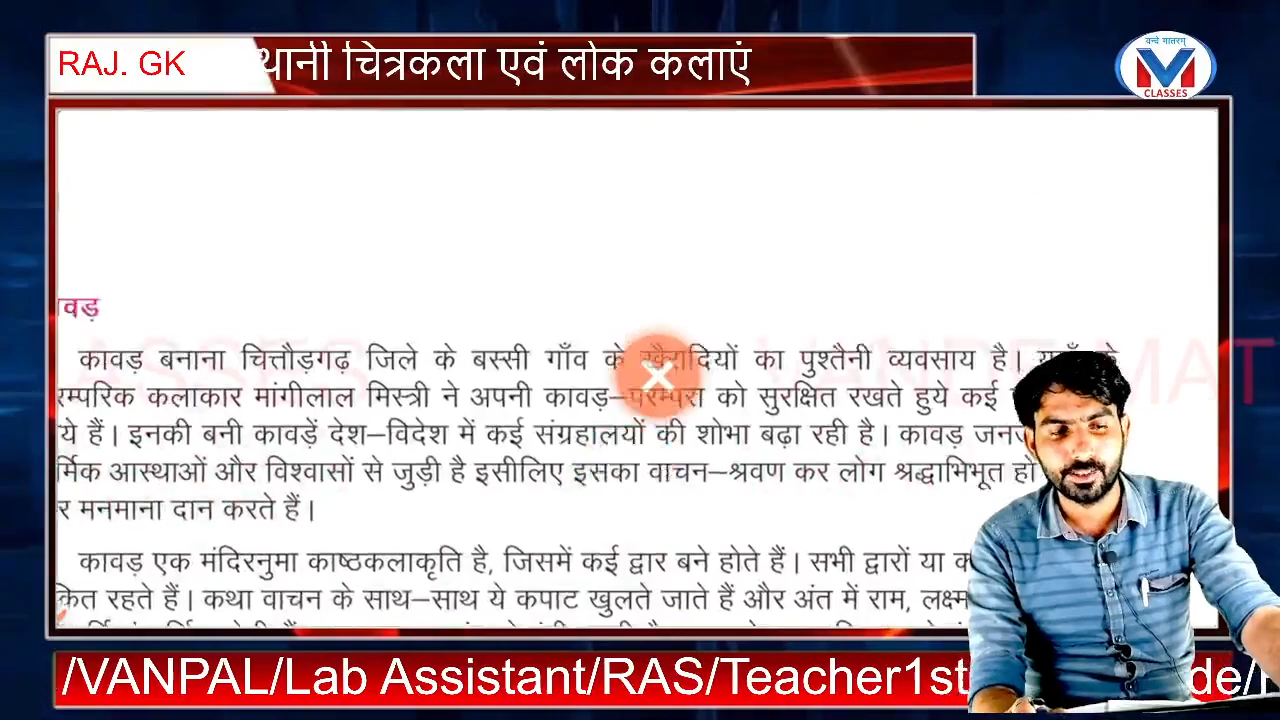 RAJ. GK
थानी चित्रकला एवं लोक कलाएं
वन्दे मातरम्
CLASSES
वड़
कावड़ बनाना चित्तौड़गढ़ जिले के बस्सी गाँव के खैरादियों का पुश्तैनी व्यवसाय है।
रम्परिक कलाकार मांगीलाल मिस्त्री ने अपनी कावड़–परम्परा को सुरक्षित रखते हुये कई
ये हैं। इनकी बनी कावड़ें देश–विदेश में कई संग्रहालयों की शोभा बढ़ा रही है। कावड़
र्मिक आस्थाओं और विश्वासों से जुड़ी है इसीलिए इसका वाचन–श्रवण कर लोग श्रद्धाभिभूत हो
र मनमाना दान करते हैं।
कावड़ एक मंदिरनुमा काष्ठकलाकृति है, जिसमें कई द्वार बने होते हैं। सभी द्वारों या
कित रहते हैं। कथा वाचन के साथ–साथ ये कपाट खुलते जाते हैं और अंत में राम,
/VANPAL/Lab Assistant/RAS/Teacher1st
de/